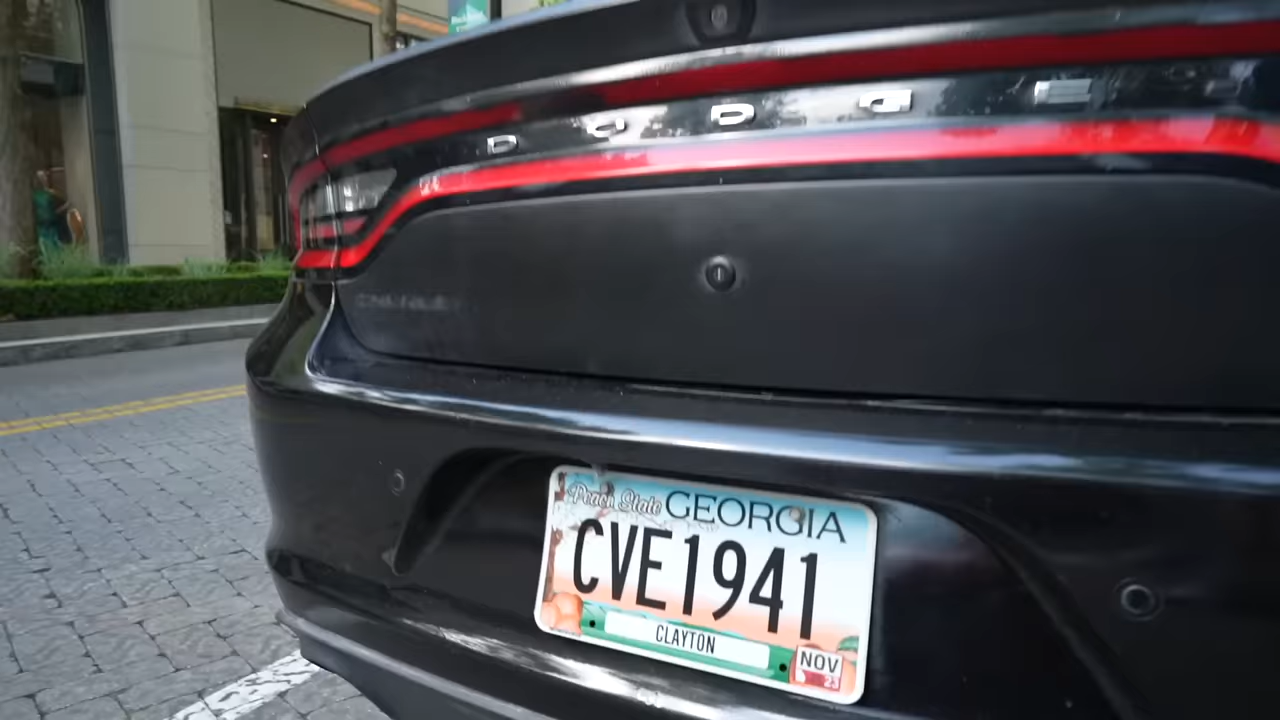 DODGE
Peach State GEORGIA
CVE1941
CLAYTON
NOV
23